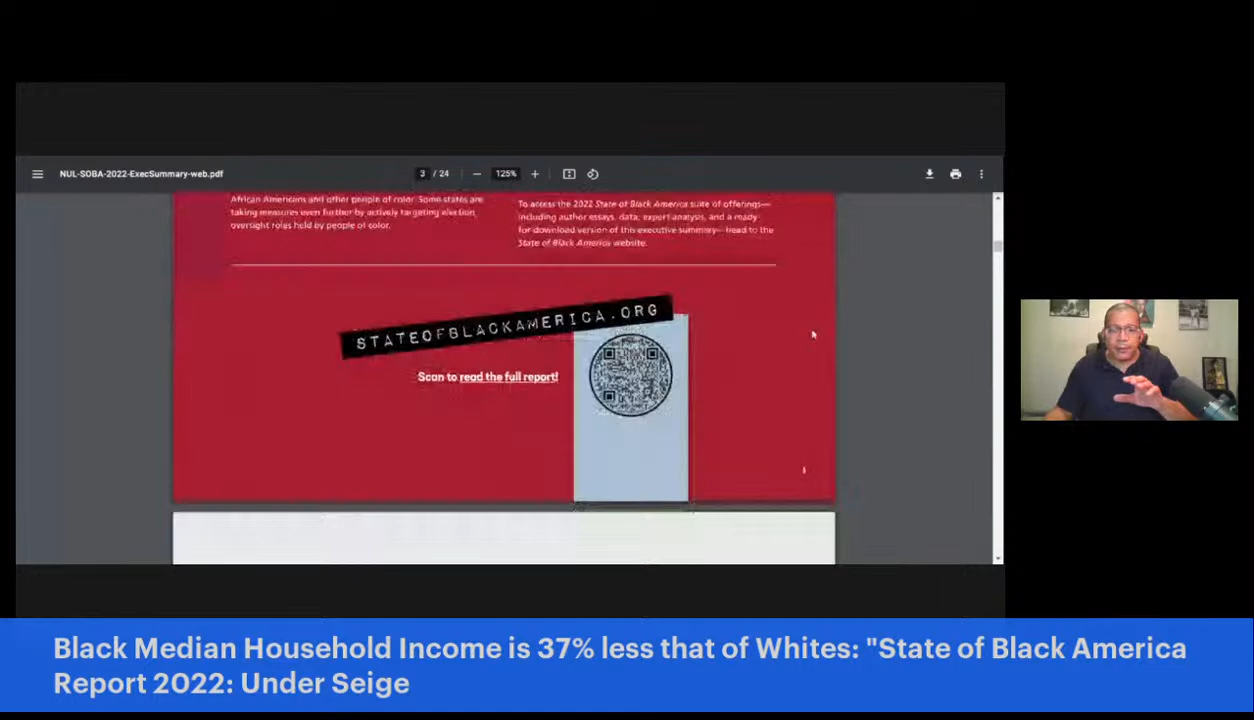 NUL-SOBA-2022-ExecSummary-web.pdf
3 / 24
125%
African Americans and other people of color. Some states are
taking measures even further by actively targeting election
oversight roles held by people of color.
To access the 2022 State of Black America suite of offerings—
including author essays, data, expert analysis, and a ready
for-download version of this executive summary—head to the
State of Black America website.
STATEOFBLACKAMERICA.ORG
Scan to read the full report!
Black Median Household Income is 37% less that of Whites: "State of Black America
Report 2022: Under Seige